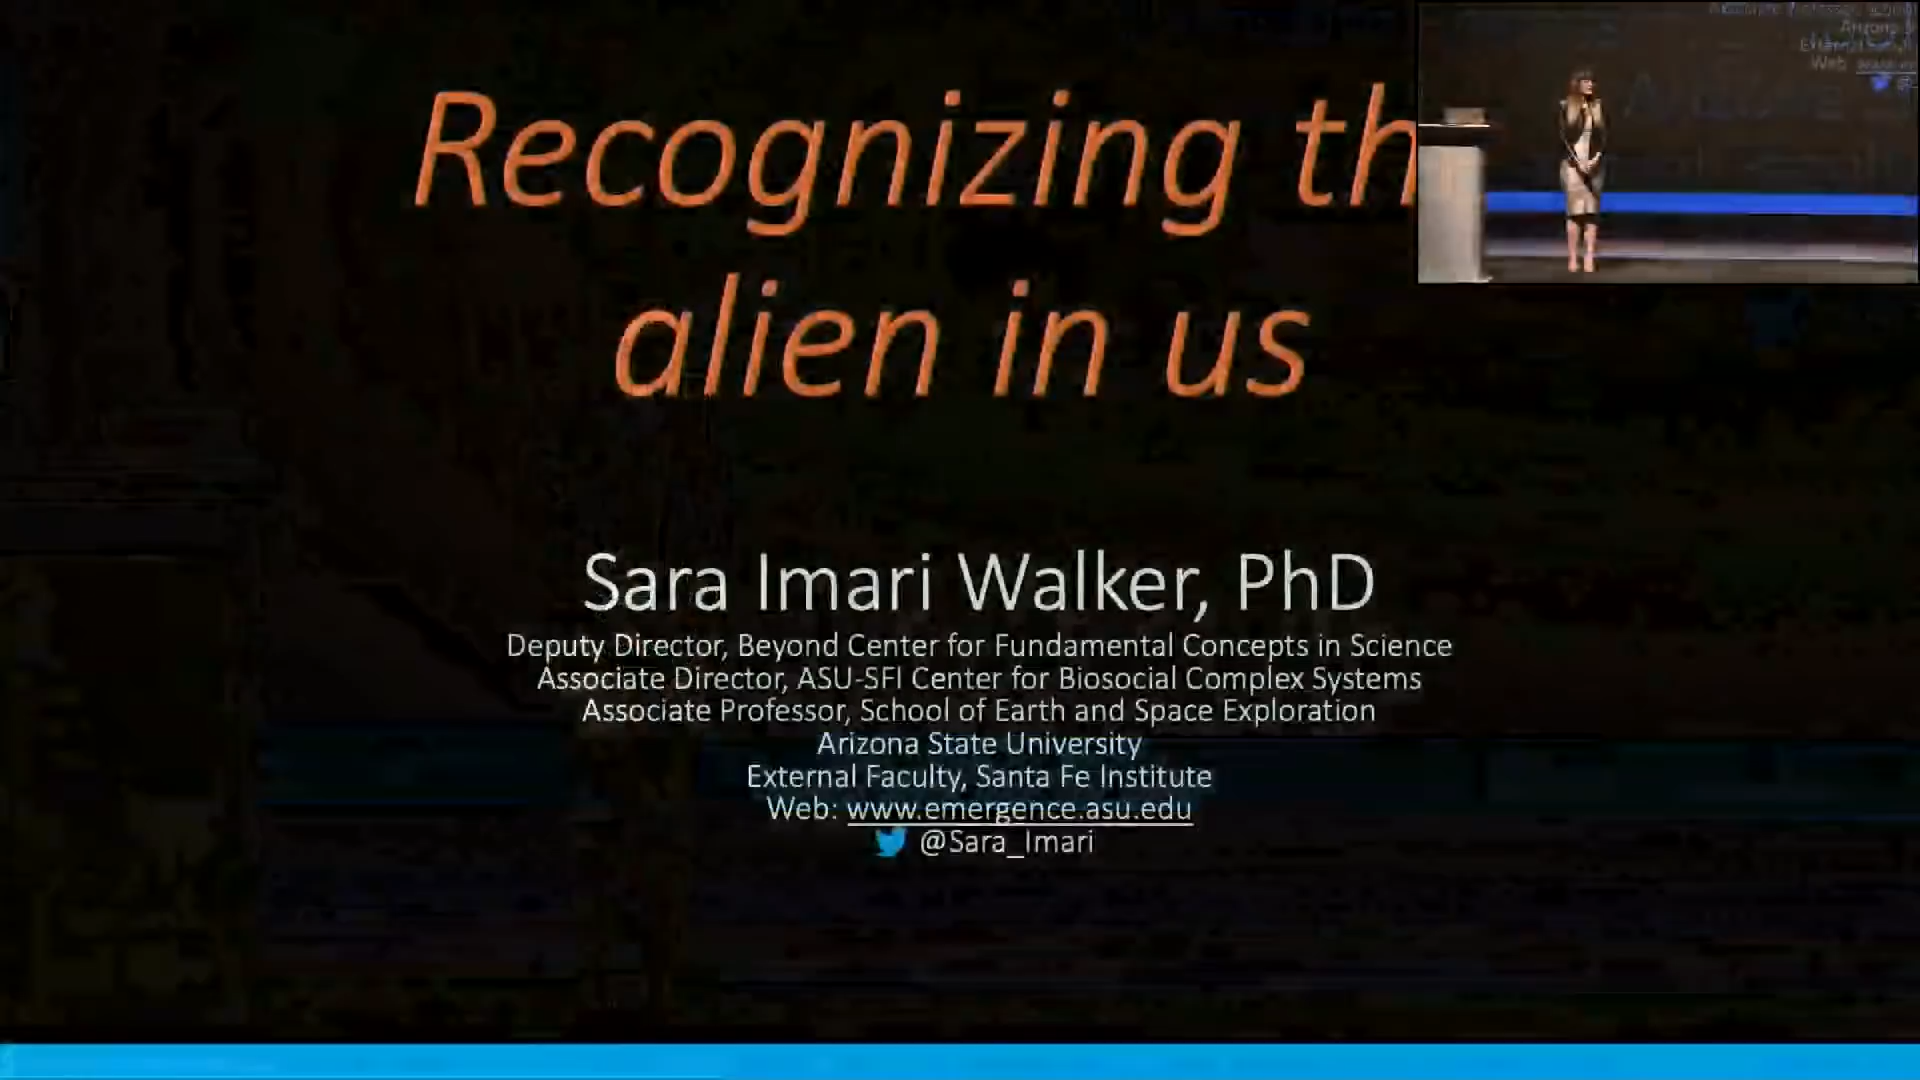 Recognizing th
alien in us
Sara Imari Walker, PhD
Deputy Director, Beyond Center for Fundamental Concepts in Science
Associate Director, ASU-SFI Center for Biosocial Complex Systems
Associate Professor, School of Earth and Space Exploration
Arizona State University
External Faculty, Santa Fe Institute
Web: www.emergence.asu.edu
@Sara_Imari
Web: